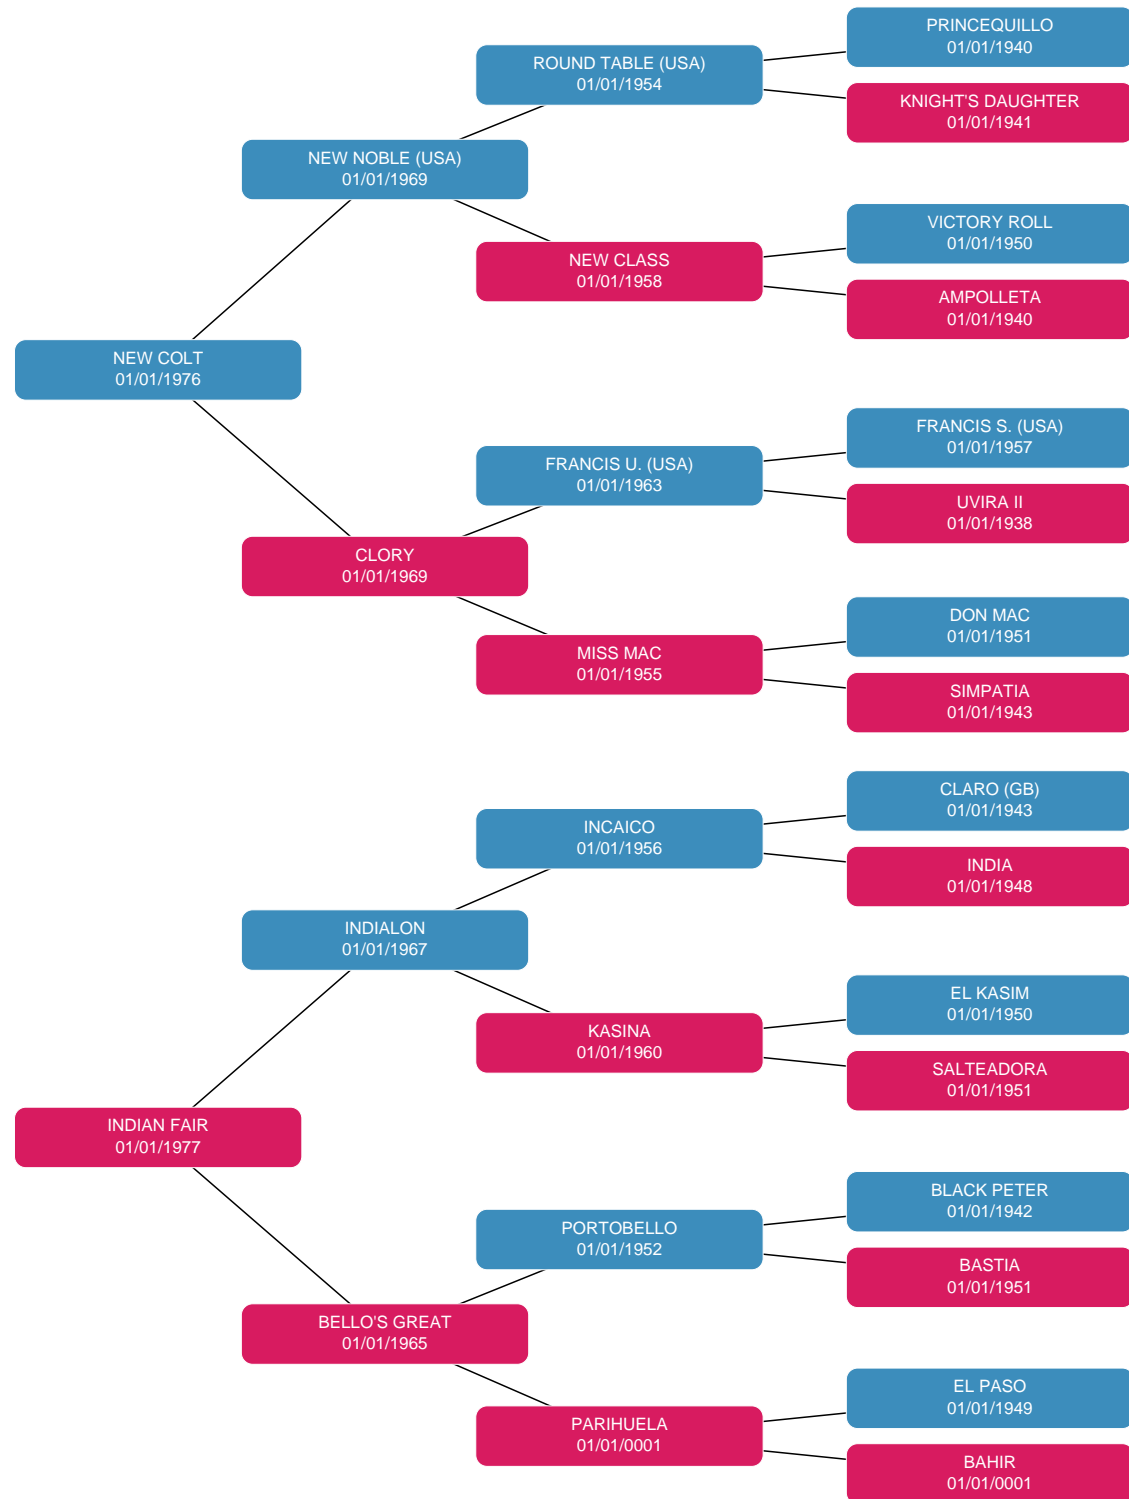 PRINCEQUILLO
01/01/1940
ROUND TABLE (USA)
01/01/1954
KNIGHT'S DAUGHTER
01/01/1941
NEW NOBLE (USA)
01/01/1969
VICTORY ROLL
01/01/1950
NEW CLASS
01/01/1958
AMPOLLETA
01/01/1940
NEW COLT
01/01/1976
FRANCIS S. (USA)
01/01/1957
FRANCIS U. (USA)
01/01/1963
UVIRA II
01/01/1938
CLORY
01/01/1969
DON MAC
01/01/1951
MISS MAC
01/01/1955
SIMPATIA
01/01/1943
CLARO (GB)
01/01/1943
INCAICO
01/01/1956
INDIA
01/01/1948
INDIALON
01/01/1967
EL KASIM
01/01/1950
KASINA
01/01/1960
SALTEADORA
01/01/1951
INDIAN FAIR
01/01/1977
BLACK PETER
01/01/1942
PORTOBELLO
01/01/1952
BASTIA
01/01/1951
BELLO'S GREAT
01/01/1965
EL PASO
01/01/1949
PARIHUELA
01/01/0001
BAHIR
01/01/0001